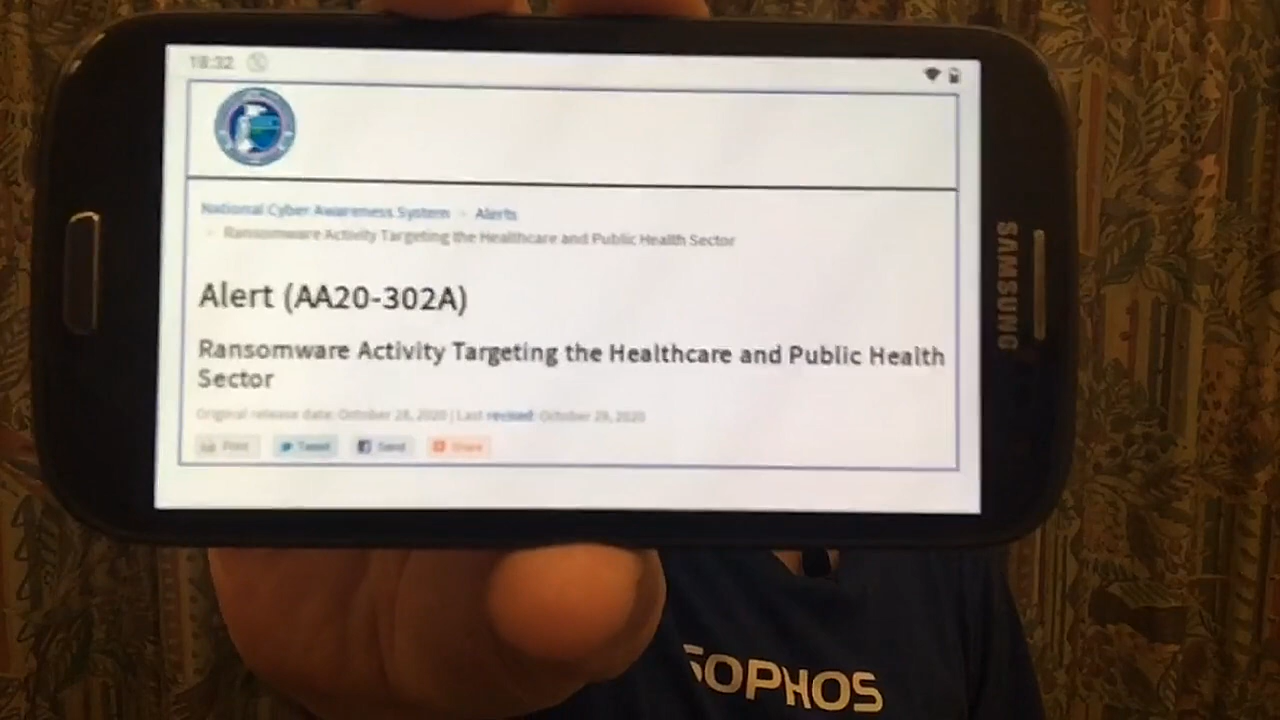 18:32
National Cyber Awareness System > Alerts
> Ransomware Activity Targeting the Healthcare and Public Health Sector
Alert (AA20-302A)
Ransomware Activity Targeting the Healthcare and Public Health
Sector
Original release date: October 28, 2020 | Last revised: October 29, 2020
Print Tweet Send Share
SAMSUNG
SOPHOS